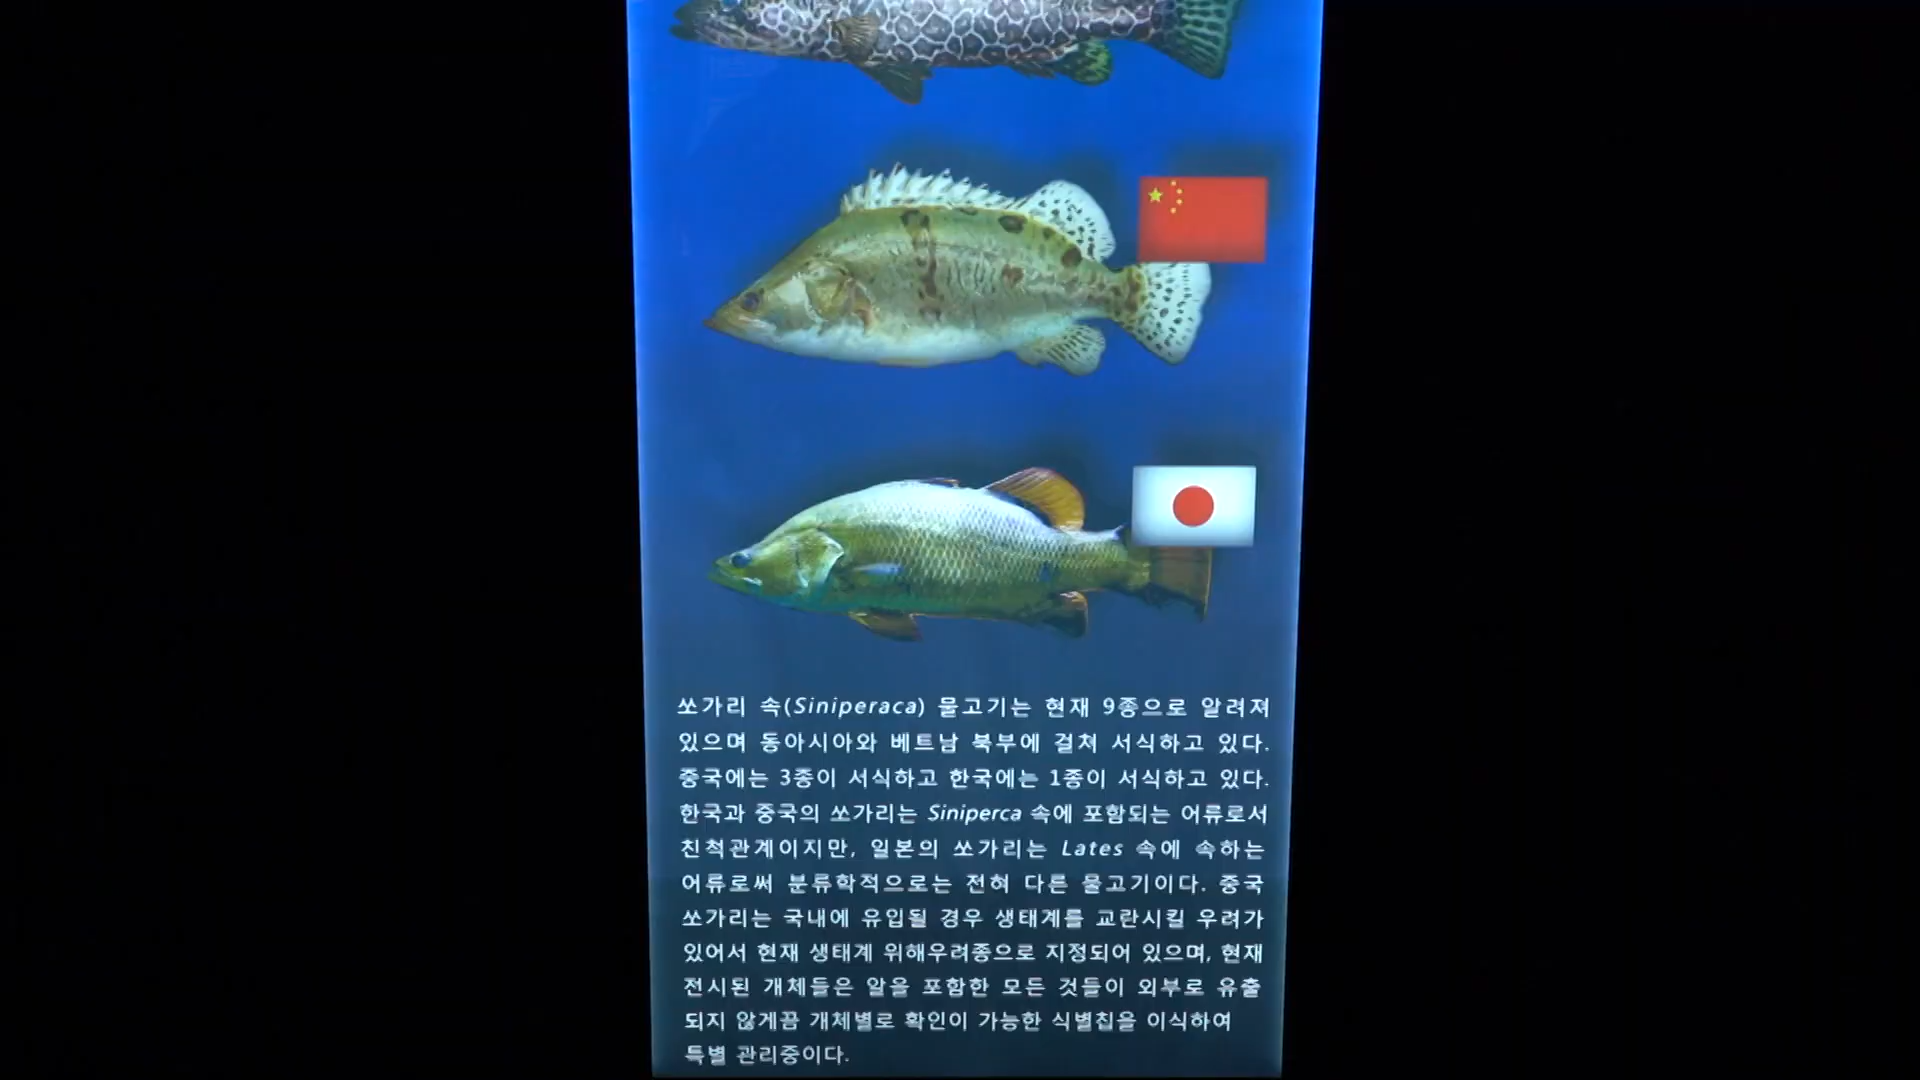 쏘가리 속(Siniperaca) 물고기는 현재 9종으로 알려져
있으며 동아시아와 베트남 북부에 걸쳐 서식하고 있다.
중국에는 3종이 서식하고 한국에는 1종이 서식하고 있다.
한국과 중국의 쏘가리는 Siniperca 속에 포함되는 어류로서
친척관계이지만, 일본의 쏘가리는 Lates 속에 속하는
어류로써 분류학적으로는 전혀 다른 물고기이다. 중국
쏘가리는 국내에 유입될 경우 생태계를 교란시킬 우려가
있어서 현재 생태계 위해우려종으로 지정되어 있으며, 현재
전시된 개체들은 알을 포함한 모든 것들이 외부로 유출
되지 않게끔 개체별로 확인이 가능한 식별칩을 이식하여
특별 관리중이다.